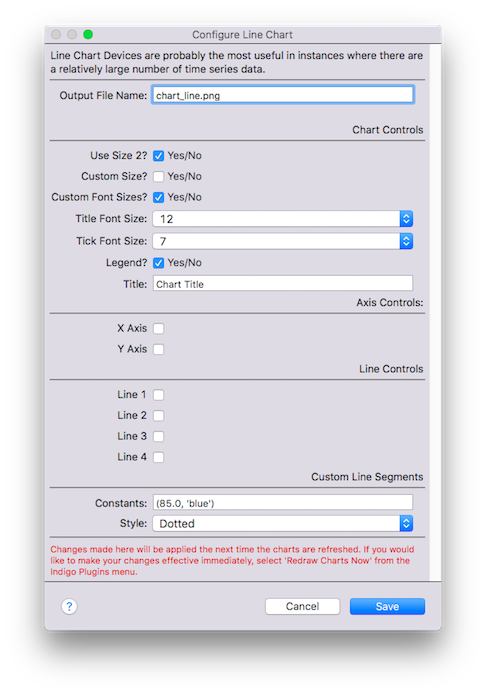 Configure Line Chart
Line Chart Devices are probably the most useful in instances where there are
a relatively large number of time series data.
Output File Name: chart_line.png
Chart Controls
Use Size 2? Yes/No
Custom Size? Yes/No
Custom Font Sizes? Yes/No
Title Font Size: 12
Tick Font Size: 7
Legend? Yes/No
Title: Chart Title
Axis Controls:
X Axis
Y Axis
Line Controls
Line 1
Line 2
Line 3
Line 4
Custom Line Segments
Constants: (85.0, 'blue')
Style: Dotted
Changes made here will be applied the next time the charts are refreshed. If you would
like to make your changes effective immediately, select 'Redraw Charts Now' from the
Indigo Plugins menu.
? Cancel Save